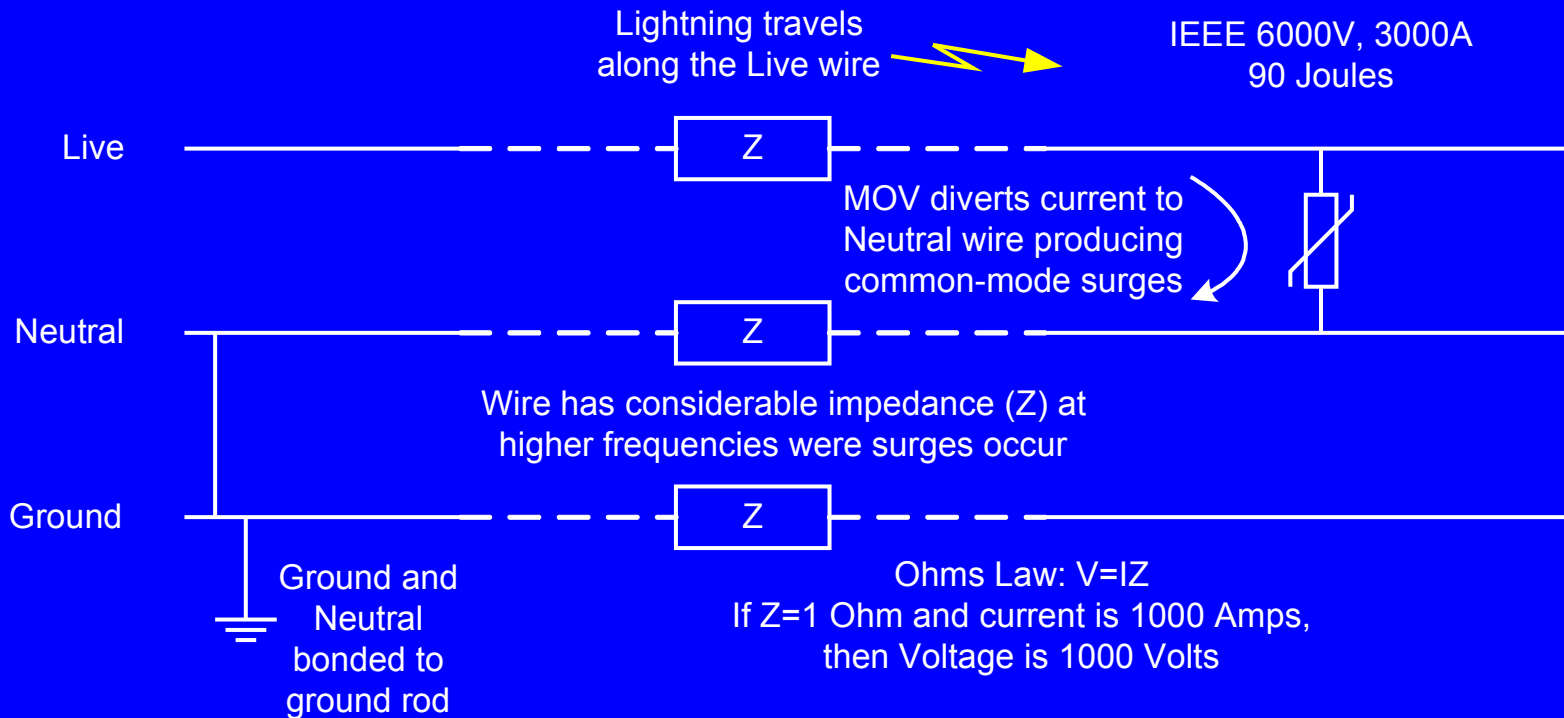 Lightning travels
along the Live wire
IEEE 6000V, 3000A
90 Joules
Live
Z
MOV diverts current to
Neutral wire producing
common-mode surges
Neutral
Z
Wire has considerable impedance (Z) at
higher frequencies were surges occur
Ground
Z
Ground and
Neutral
bonded to
ground rod
Ohms Law: V=IZ
If Z=1 Ohm and current is 1000 Amps,
then Voltage is 1000 Volts